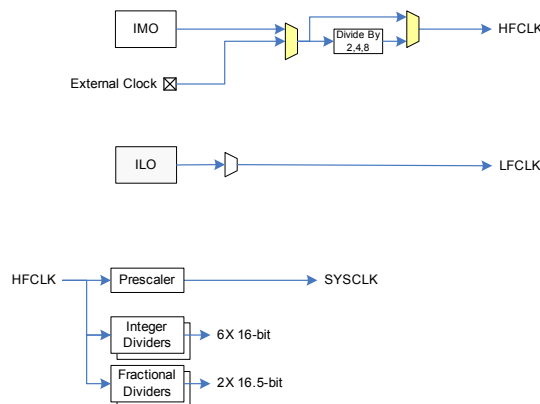 IMO
External Clock
Divide By
2,4,8
HFCLK
ILO
LFCLK
HFCLK
Prescaler
SYSCLK
Integer
Dividers
6X 16-bit
Fractional
Dividers
2X 16.5-bit